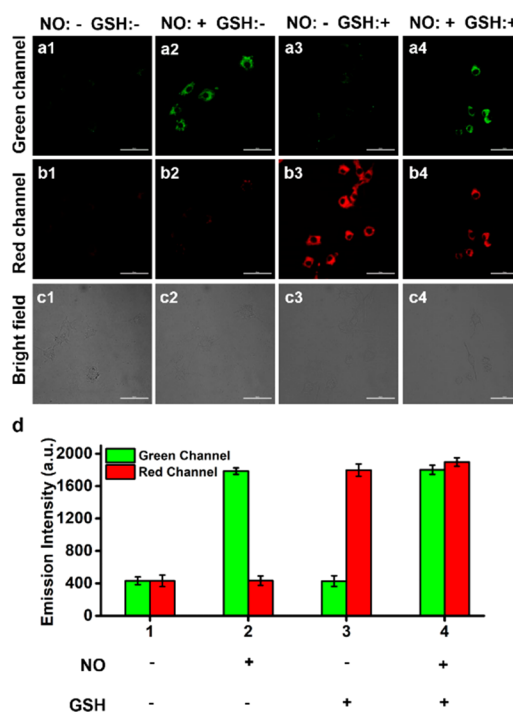 NO: - GSH:- NO: + GSH:- NO: - GSH:+ NO: + GSH:+
Green channel
a1 a2 a3 a4
Red channel
b1 b2 b3 b4
Bright field
c1 c2 c3 c4
d
Emission Intensity (a.u.)
2000
1600
1200
800
400
0
Green Channel
Red Channel
1 2 3 4
NO - + - +
GSH - - + +